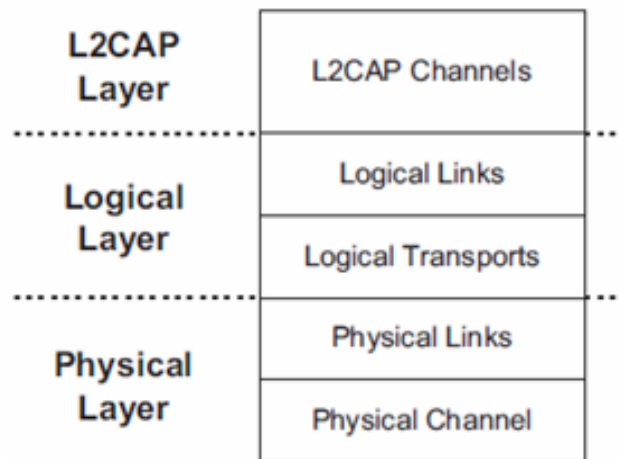 L2CAP
Layer
L2CAP Channels
Logical
Layer
Logical Links
Logical Transports
Physical
Layer
Physical Links
Physical Channel